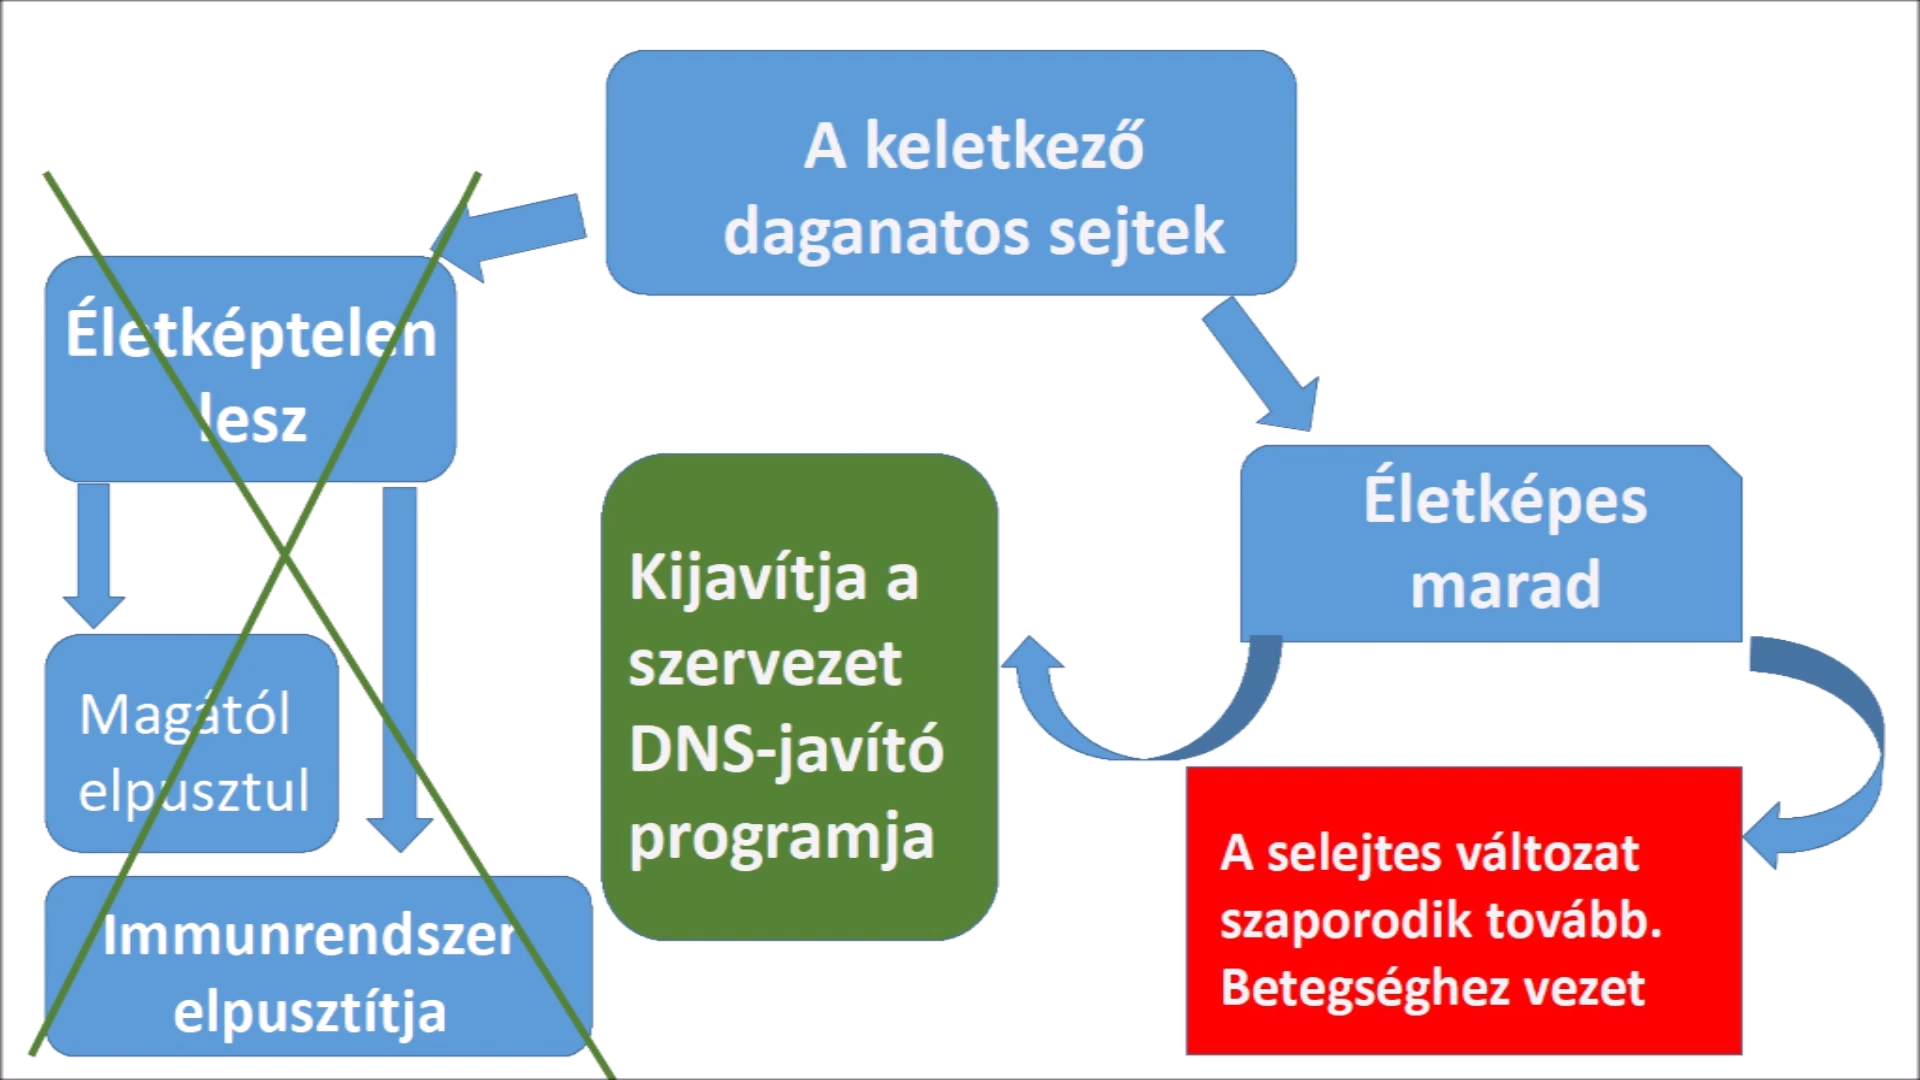 A keletkező
daganatos sejtek
Életképtelen
lesz
Életképes
marad
Kijavítja a
szervezet
DNS-javító
programja
Magától
elpusztul
Immunrendszer
elpusztítja
A selejtes változat
szaporodik tovább.
Betegséghez vezet